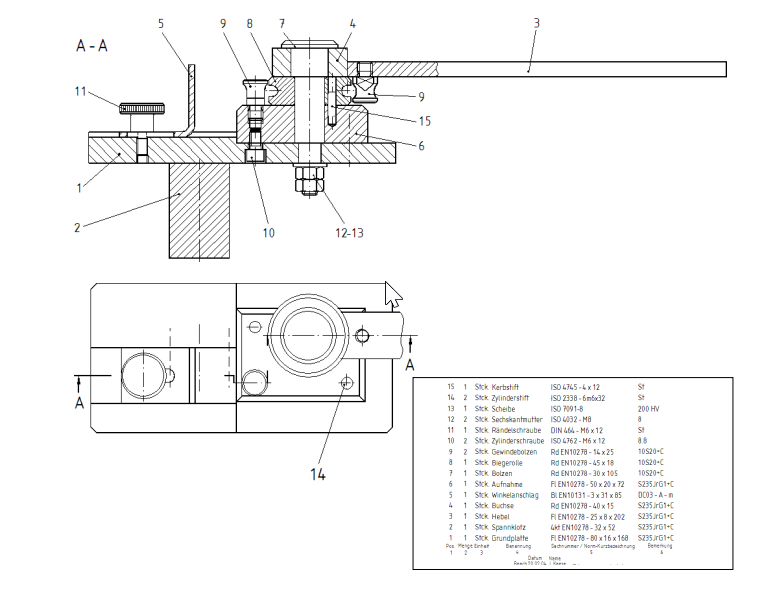 5 9 8 7 4 3
A - A
11
9
15
6
1
2
10
12-13
A
A
14
15 1 Stck. Kerbstift ISO 4745 - 4 x 12 St
14 2 Stck. Zylinderstift ISO 2338 - 6m6x32 St
13 1 Stck. Scheibe ISO 7091-8 200 HV
12 2 Stck. Sechskantmutter ISO 4032 - M8 8
11 1 Stck. Rändelschraube DIN 464 - M6 x 12 St
10 2 Stck. Zylinderschraube ISO 4762 - M6 x 12 8.8
9 2 Stck. Gewindebolzen Rd EN10278 - 14 x 25 10S20+C
8 1 Stck. Biegerolle Rd EN10278 - 45 x 18 10S20+C
7 1 Stck. Bolzen Rd EN10278 - 30 x 105 10S20+C
6 1 Stck. Aufnahme Fl EN10278 - 50 x 20 x 72 S235JrG1+C
5 1 Stck. Winkelanschlag Bl EN10131 - 3 x 31 x 85 DC03 - A - m
4 1 Stck. Buchse Rd EN10278 - 40 x 15 S235JrG1+C
3 1 Stck. Hebel Fl EN10278 - 25 x 8 x 202 S235JrG1+C
2 1 Stck. Spannklotz 4kt EN10278 - 32 x 52 S235JrG1+C
1 1 Stck. Grundplatte Fl EN10278 - 80 x 16 x 168 S235JrG1+C
Pos. Menge Einheit Benennung Sachnummer / Norm-Kurzbezeichnung Bemerkung
1 2 3 4 5 6
Datum Name